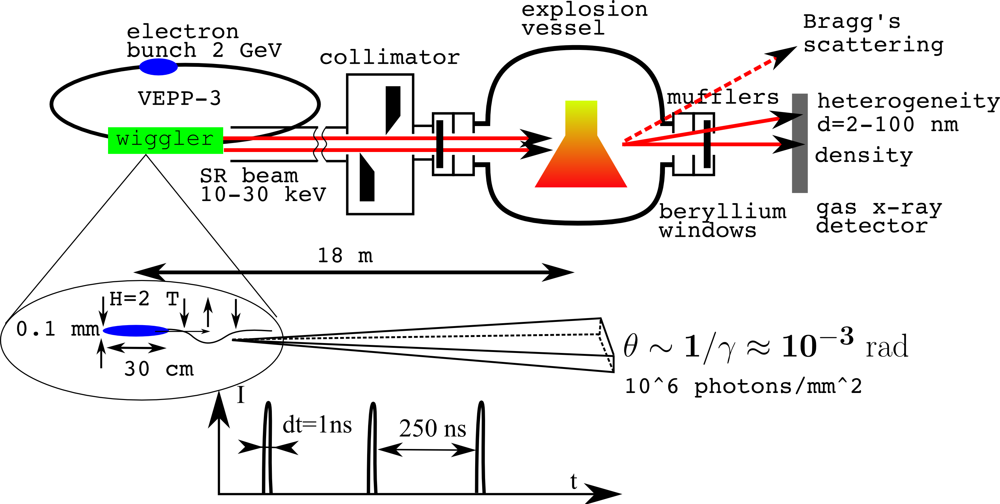 explosion
vessel
Bragg's
scattering
electron
bunch 2 GeV
collimator
VEPP-3
mufflers
heterogeneity
d=2-100 nm
wiggler
density
SR beam
10-30 keV
beryllium
windows
gas x-ray
detector
18 m
H=2 T
0.1 mm
30 cm
θ ∼ 1/γ ≈ 10⁻³ rad
10^6 photons/mm^2
I
dt=1ns
250 ns
t